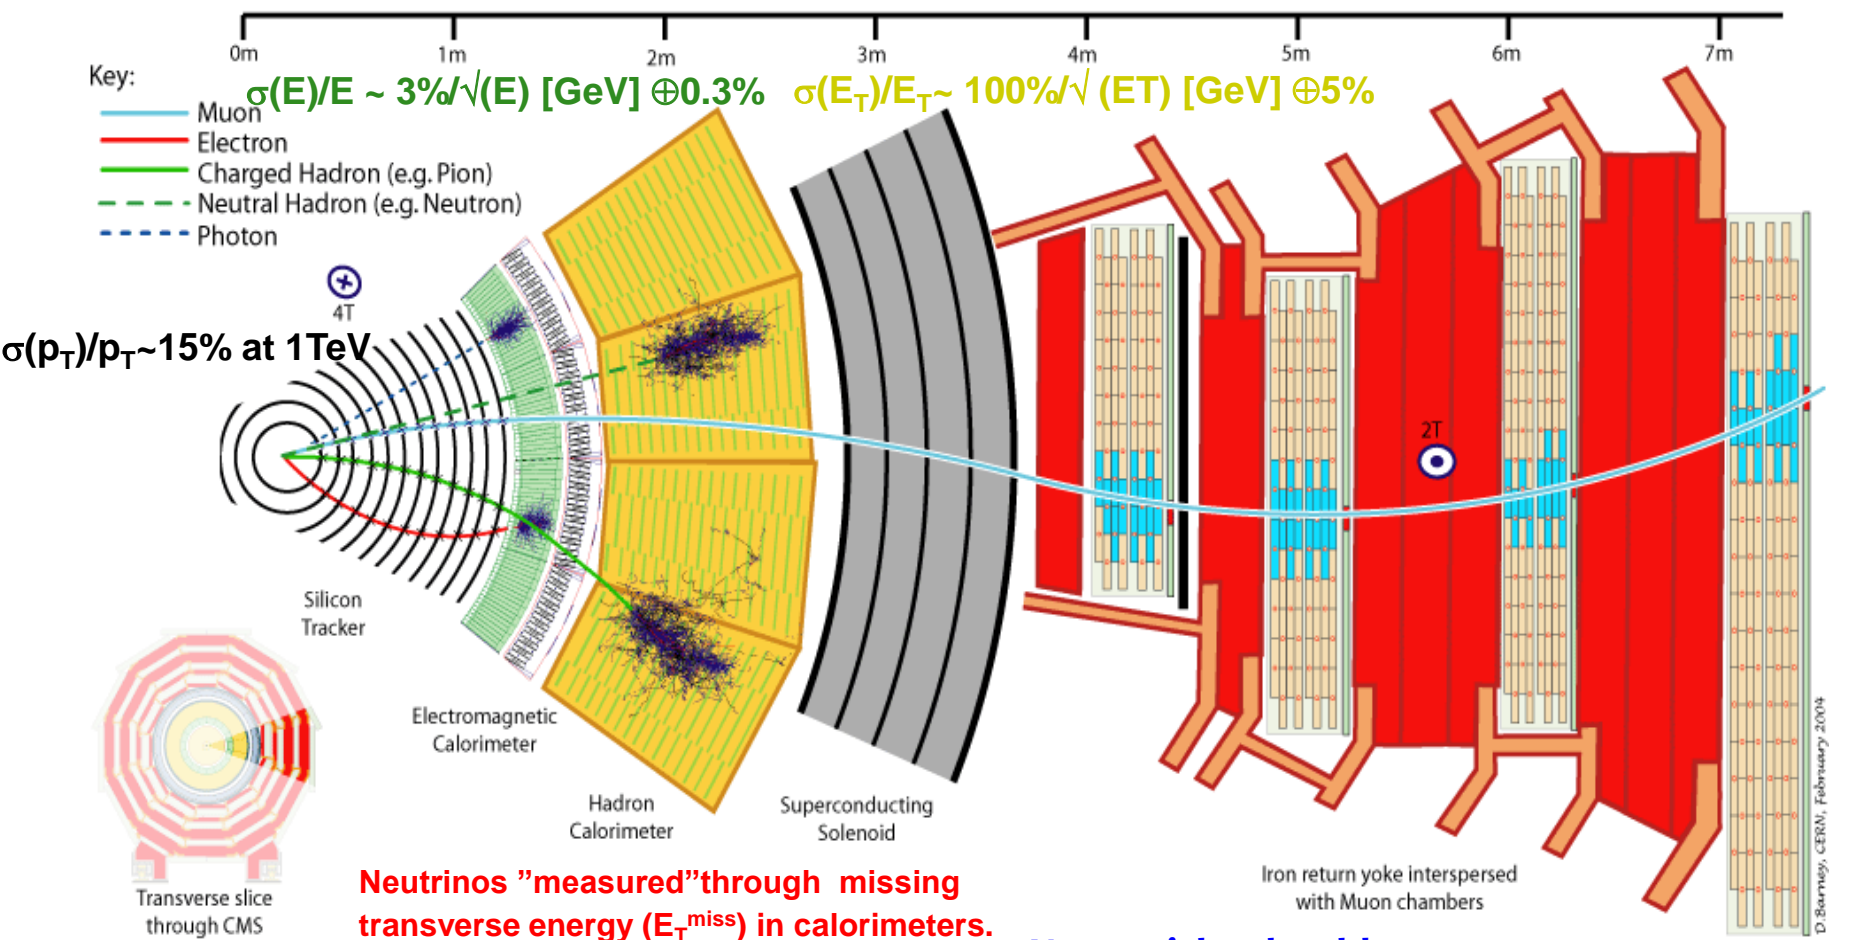 0m 1m 2m 3m 4m 5m 6m 7m
Key:
σ(E)/E ~ 3%/√(E) [GeV] ⊕0.3% σ(E_T)/E_T~ 100%/√ (ET) [GeV] ⊕5%
Muon
Electron
Charged Hadron (e.g. Pion)
Neutral Hadron (e.g. Neutron)
Photon
4T
σ(p_T)/p_T~15% at 1TeV
2T
Silicon
Tracker
Electromagnetic
Calorimeter
Hadron
Calorimeter
Superconducting
Solenoid
Iron return yoke interspersed
with Muon chambers
Transverse slice
through CMS
Neutrinos ”measured”through missing
transverse energy (E_T^miss) in calorimeters.
D.Barney, CERN, February 2004